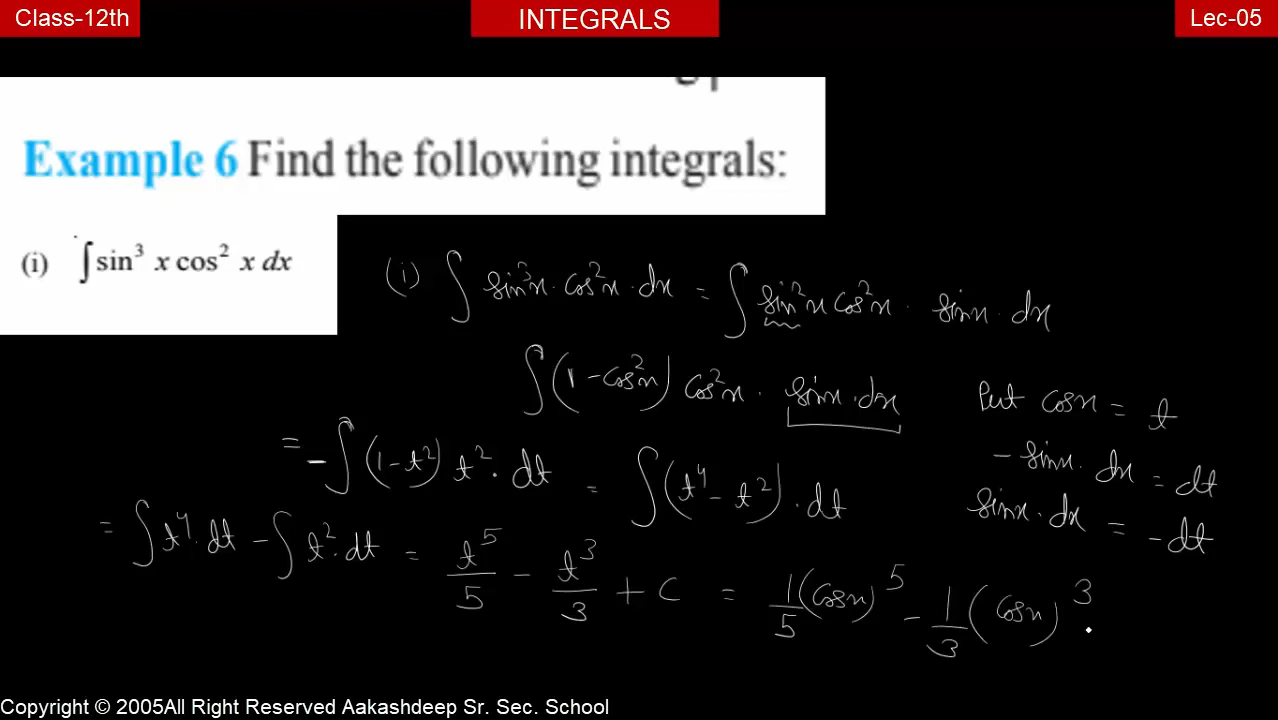 Class-12th INTEGRALS Lec-05
Example 6 Find the following integrals:
(i) ∫ sin³ x cos² x dx
(i) ∫ sin³x · cos²x · dx = ∫ sin²x cos²x · sinx · dx
∫ (1 - cos²x) cos²x · sinx · dx Put cosx = t
= -∫ (1 - t²) t² · dt = ∫ (t⁴ - t²) · dt - sinx · dx = dt
sinx · dx = - dt
= ∫ t⁴ · dt - ∫ t² · dt = t⁵/5 - t³/3 + C = 1/5 (cosx)⁵ - 1/3 (cosx)³
Copyright © 2005All Right Reserved Aakashdeep Sr. Sec. School